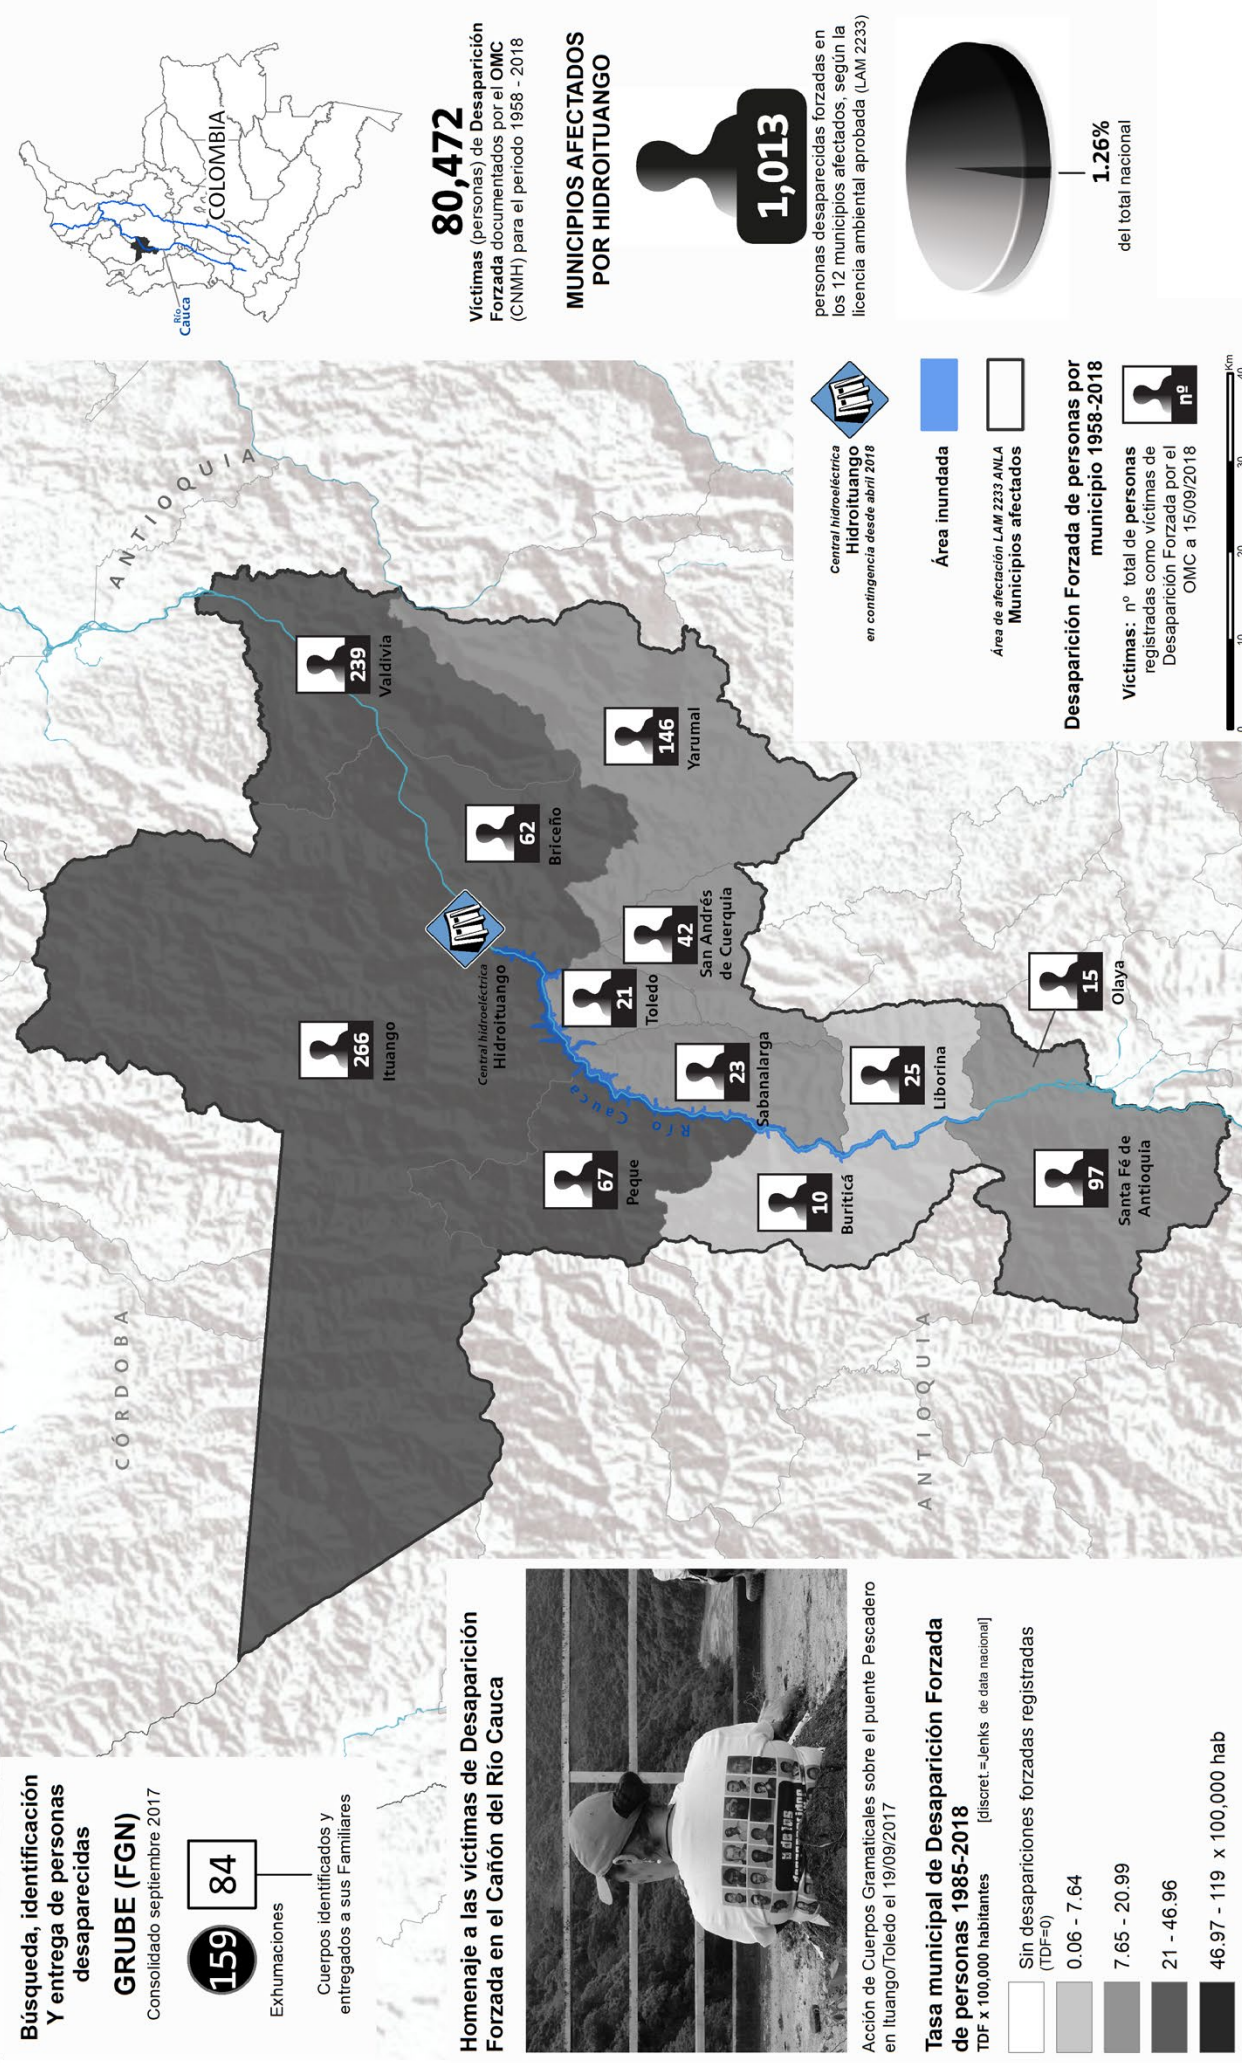 Búsqueda, identificación
Y entrega de personas
desaparecidas
GRUBE (FGN)
Consolidado septiembre 2017
159
84
Exhumaciones
Cuerpos identificados y
entregados a sus Familiares
Homenaje a las víctimas de Desaparición
Forzada en el Cañón del Río Cauca
Acción de Cuerpos Gramaticales sobre el puente Pescadero
en Ituango/Toledo el 19/09/2017
Tasa municipal de Desaparición Forzada
de personas 1985-2018
TDF x 100,000 habitantes
[discret.=Jenks de data nacional]
Sin desapariciones forzadas registradas
(TDF=0)
0.06 - 7.64
7.65 - 20.99
21 - 46.96
46.97 - 119 x 100,000 hab
CÓRDOBA
ANTIOQUIA
ANTIOQUIA
266
Ituango
239
Valdivia
62
Briceño
146
Yarumal
Central hidroeléctrica
Hidroituango
67
Peque
21
Toledo
42
San Andrés
de Cuerquia
Río Cauca
23
Sabanalarga
10
Buriticá
25
Liborina
97
Santa Fé de
Antioquia
15
Olaya
Río
Cauca
COLOMBIA
80,472
Víctimas (personas) de Desaparición
Forzada documentados por el OMC
(CNMH) para el periodo 1958 - 2018
MUNICIPIOS AFECTADOS
POR HIDROITUANGO
1,013
personas desaparecidas forzadas en
los 12 municipios afectados, según la
licencia ambiental aprobada (LAM 2233)
1.26%
del total nacional
Central hidroeléctrica
Hidroituango
en contingencia desde abril 2018
Área inundada
Área de afectación LAM 2233 ANLA
Municipios afectados
Desaparición Forzada de personas por
municipio 1958-2018
Víctimas: nº total de personas
registradas como víctimas de
Desaparición Forzada por el
OMC a 15/09/2018
nº
Km
0 10 20 30 40